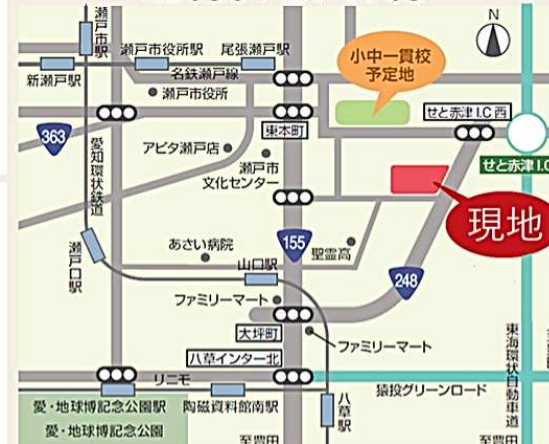 瀬戸市駅
瀬戸市役所駅
尾張瀬戸駅
N
新瀬戸駅
名鉄瀬戸線
小中一貫校
予定地
瀬戸市役所
東本町
せと赤津I.C西
363
愛知環状鉄道
アピタ瀬戸店
瀬戸市
文化センター
せと赤津I.C
現地
あさい病院
155
聖霊高
瀬戸口駅
山口駅
248
ファミリーマート
大坪町
ファミリーマート
八草インター北
東海環状自動車道
リニモ
猿投グリーンロード
愛・地球博記念公園駅
陶磁資料館南駅
八草駅
愛・地球博記念公園
至豊田
至豊田